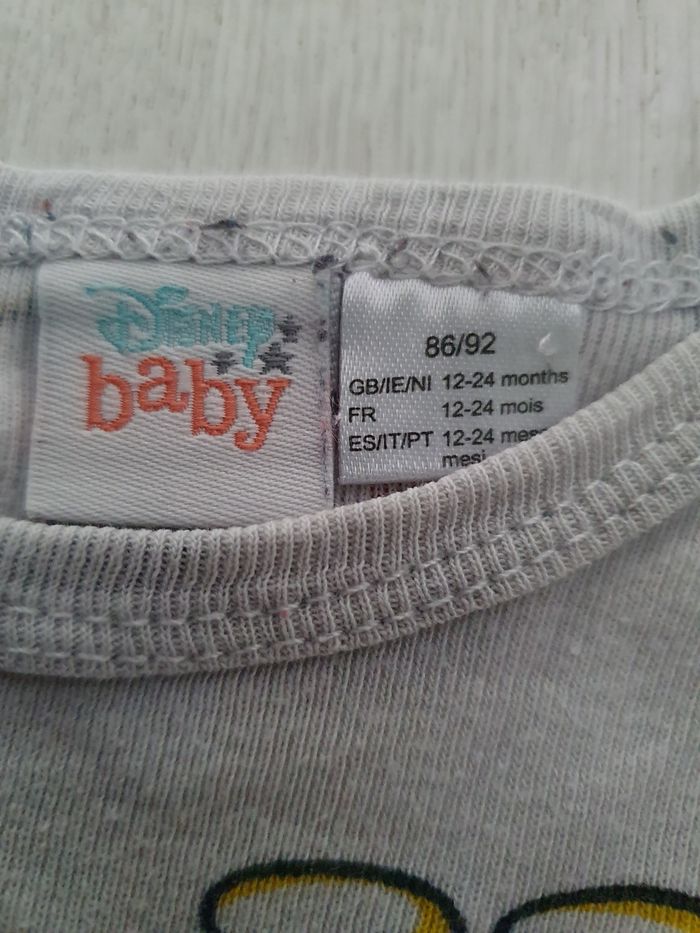 Disney
baby
86/92
GB/IE/NI 12-24 months
FR 12-24 mois
ES/IT/PT 12-24
mesi